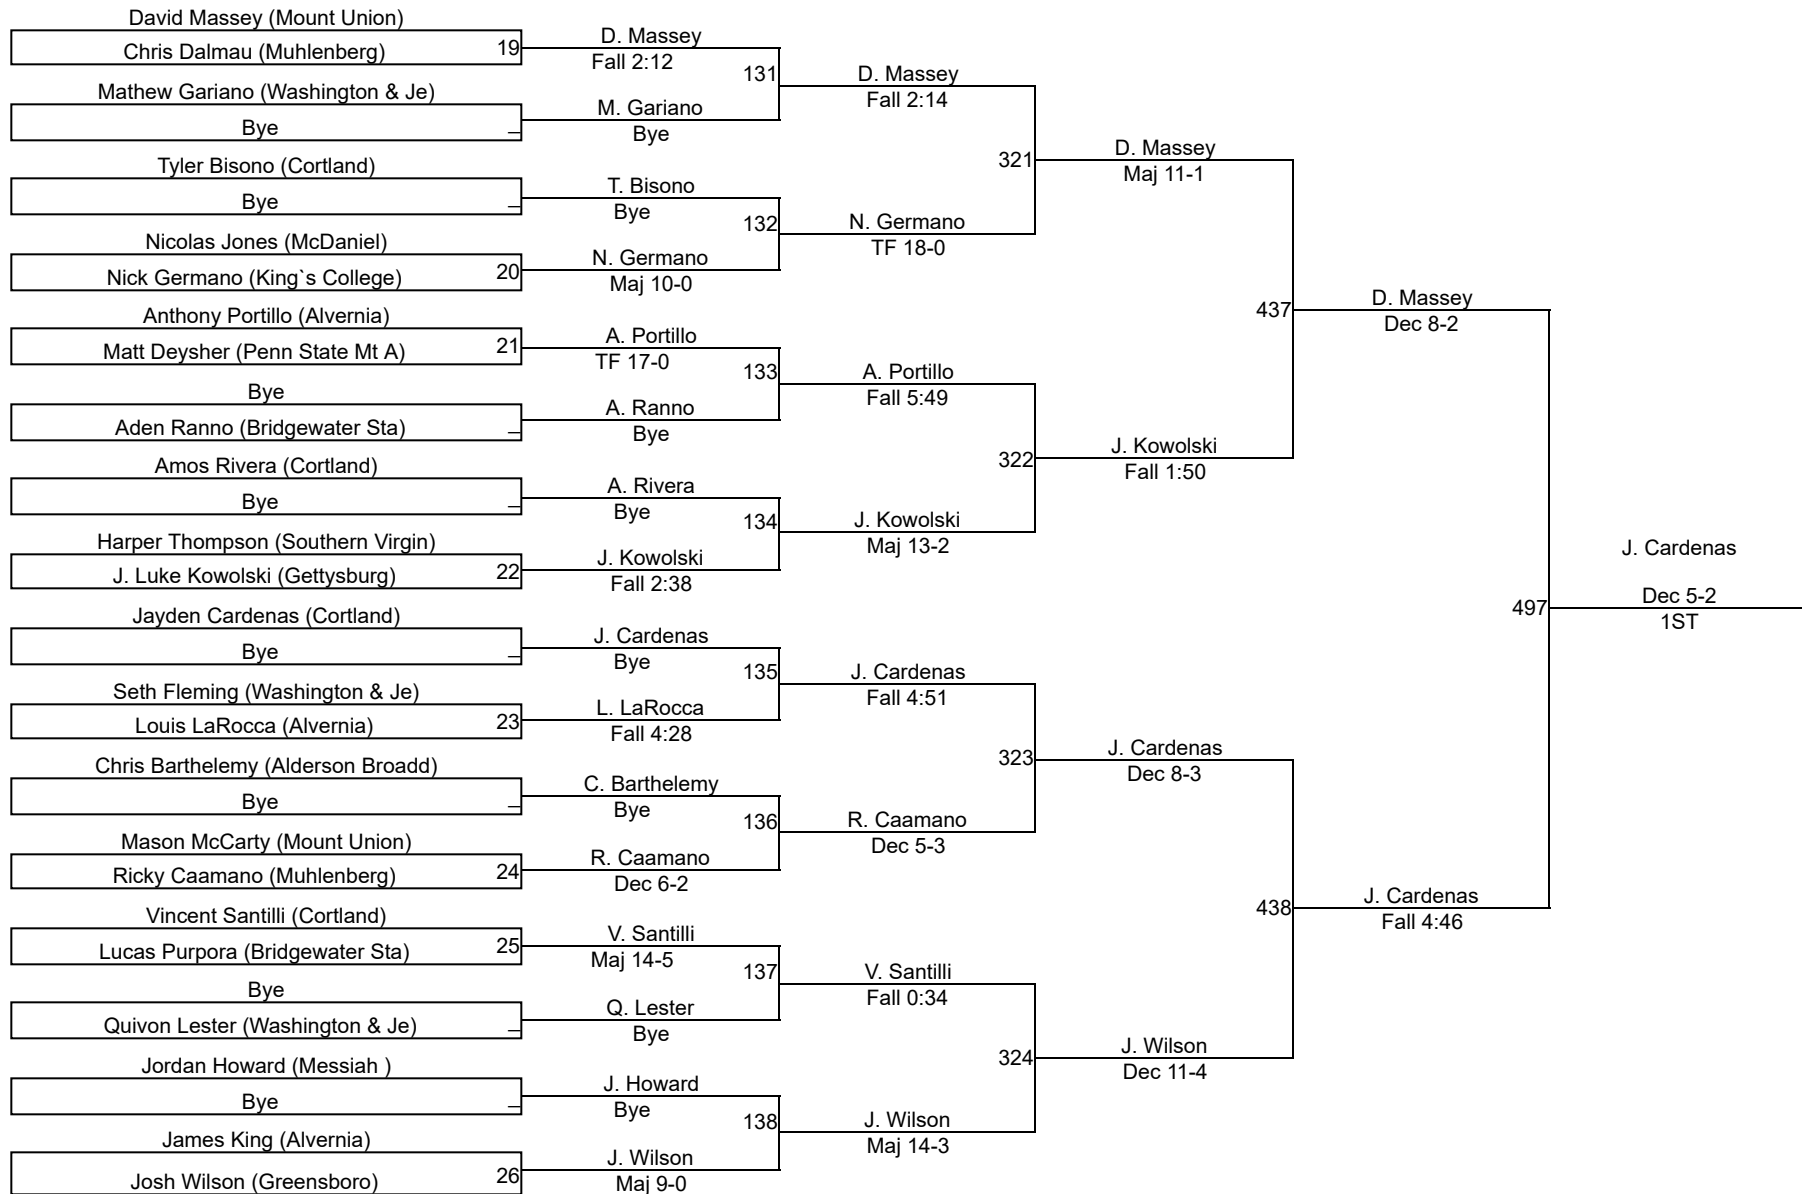 David Massey (Mount Union)
Chris Dalmau (Muhlenberg)
19
Mathew Gariano (Washington & Je)
Bye
_
Tyler Bisono (Cortland)
Bye
_
Nicolas Jones (McDaniel)
Nick Germano (King`s College)
20
Anthony Portillo (Alvernia)
Matt Deysher (Penn State Mt A)
21
Bye
Aden Ranno (Bridgewater Sta)
_
Amos Rivera (Cortland)
Bye
_
Harper Thompson (Southern Virgin)
J. Luke Kowolski (Gettysburg)
22
Jayden Cardenas (Cortland)
Bye
_
Seth Fleming (Washington & Je)
Louis LaRocca (Alvernia)
23
Chris Barthelemy (Alderson Broadd)
Bye
_
Mason McCarty (Mount Union)
Ricky Caamano (Muhlenberg)
24
Vincent Santilli (Cortland)
Lucas Purpora (Bridgewater Sta)
25
Bye
Quivon Lester (Washington & Je)
_
Jordan Howard (Messiah )
Bye
_
James King (Alvernia)
Josh Wilson (Greensboro)
26
D. Massey
Fall 2:12
131
M. Gariano
Bye
T. Bisono
Bye
132
N. Germano
Maj 10-0
A. Portillo
TF 17-0
133
A. Ranno
Bye
A. Rivera
Bye
134
J. Kowolski
Fall 2:38
J. Cardenas
Bye
135
L. LaRocca
Fall 4:28
C. Barthelemy
Bye
136
R. Caamano
Dec 6-2
V. Santilli
Maj 14-5
137
Q. Lester
Bye
J. Howard
Bye
138
J. Wilson
Maj 9-0
D. Massey
Fall 2:14
321
N. Germano
TF 18-0
A. Portillo
Fall 5:49
322
J. Kowolski
Maj 13-2
J. Cardenas
Fall 4:51
323
R. Caamano
Dec 5-3
V. Santilli
Fall 0:34
324
J. Wilson
Maj 14-3
D. Massey
Maj 11-1
437
J. Kowolski
Fall 1:50
J. Cardenas
Dec 8-3
438
J. Wilson
Dec 11-4
D. Massey
Dec 8-2
497
J. Cardenas
Fall 4:46
J. Cardenas
Dec 5-2
1ST